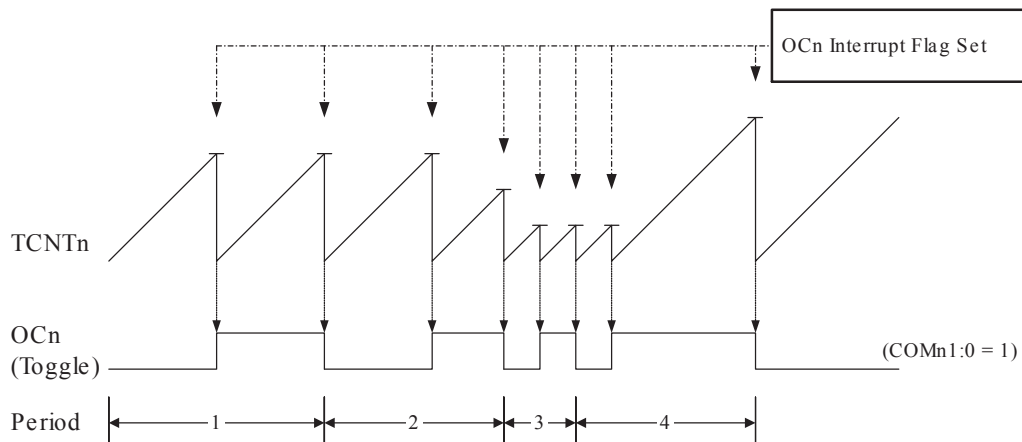 OCn Interrupt Flag Set
TCNTn
OCn
(Toggle)
(COMn1:0 = 1)
Period
1
2
3
4